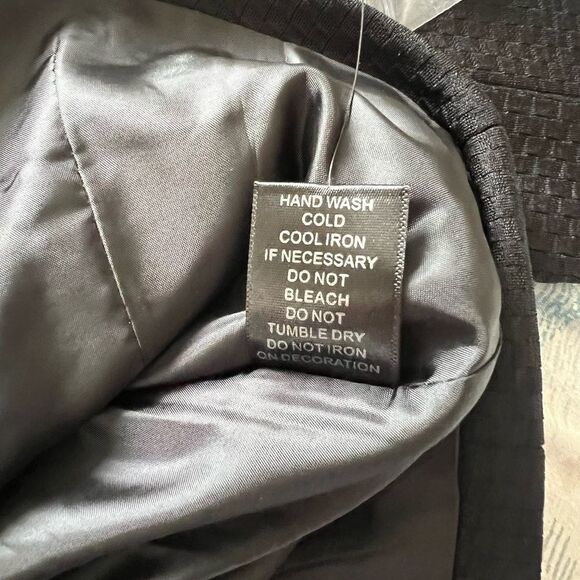 HAND WASH
COLD
COOL IRON
IF NECESSARY
DO NOT
BLEACH
DO NOT
TUMBLE DRY
DO NOT IRON
ON DECORATION